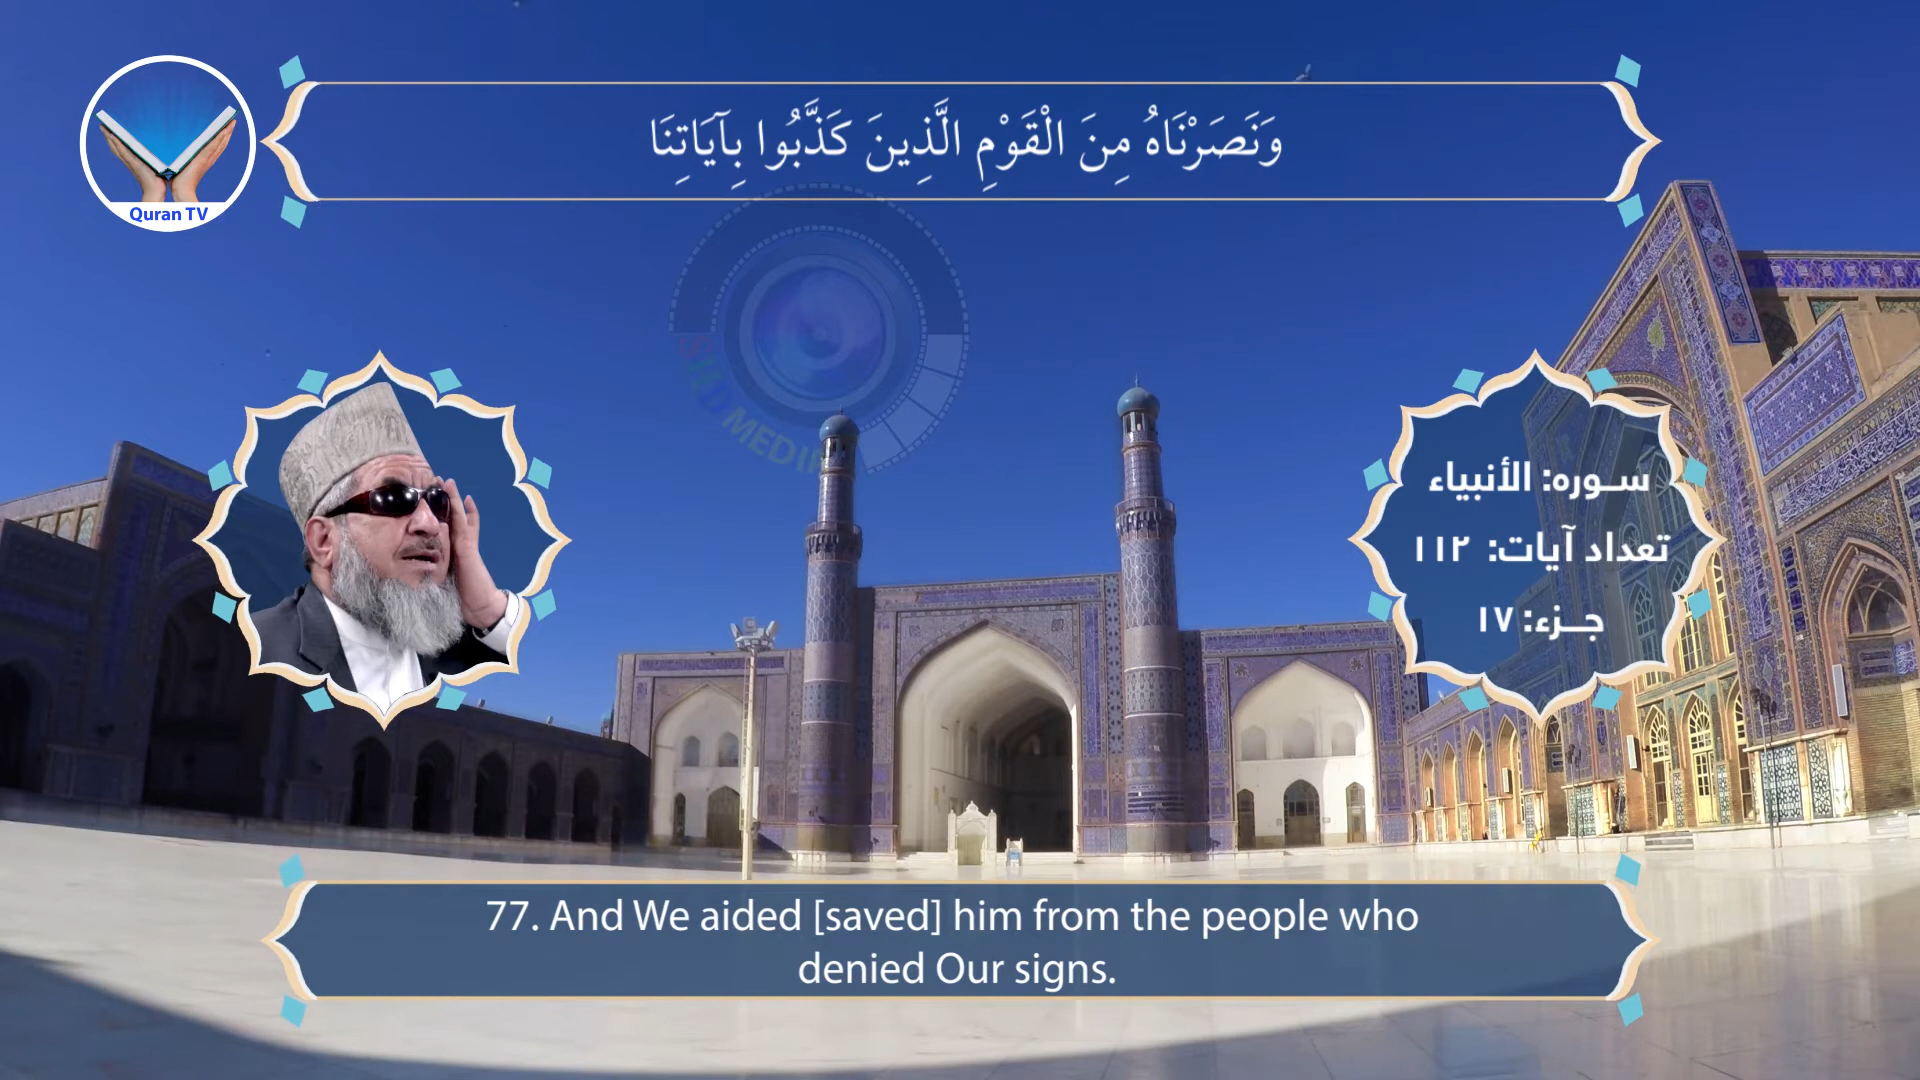 وَنَصَرْنَاهُ مِنَ الْقَوْمِ الَّذِينَ كَذَّبُوا بِآيَاتِنَا
Quran TV
MEDIA
سوره: الأنبياء
تعداد آیات: ۱۱۲
جزء: ۱۷
77. And We aided [saved] him from the people who
denied Our signs.